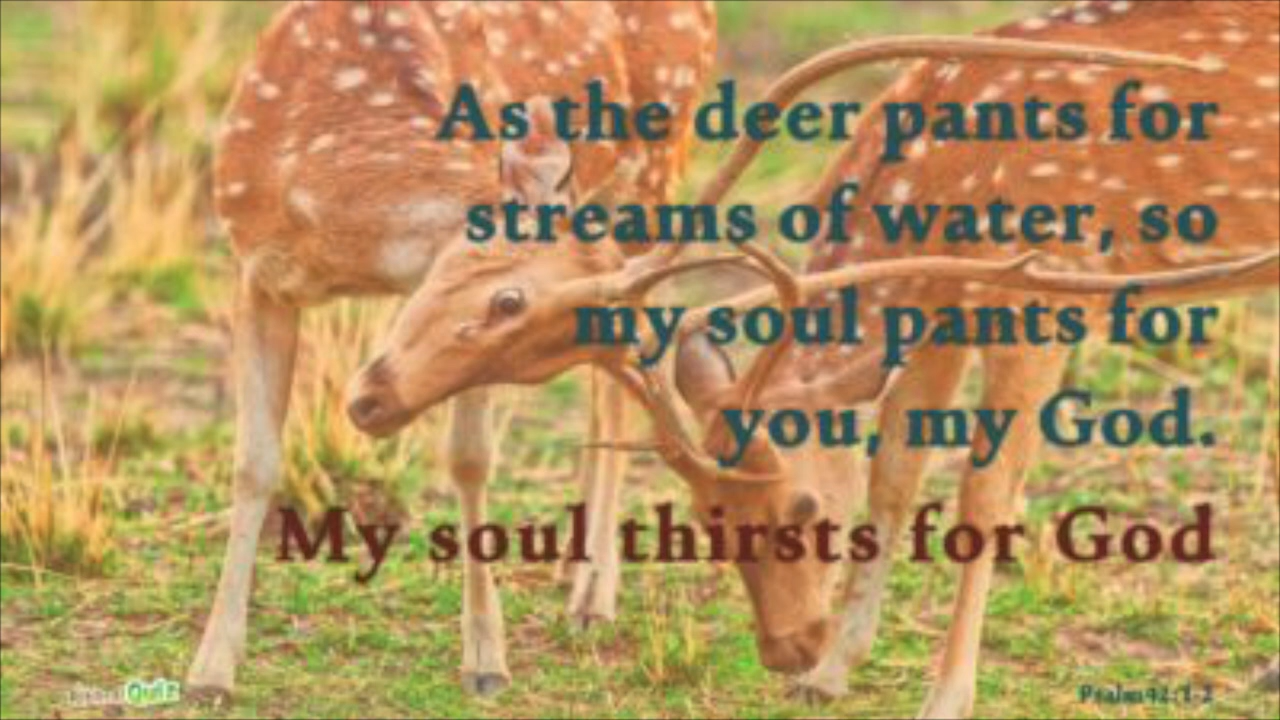 As the deer pants for
streams of water, so
my soul pants for
you, my God.
My soul thirsts for God
Quiz
Psalm 42: 1-2